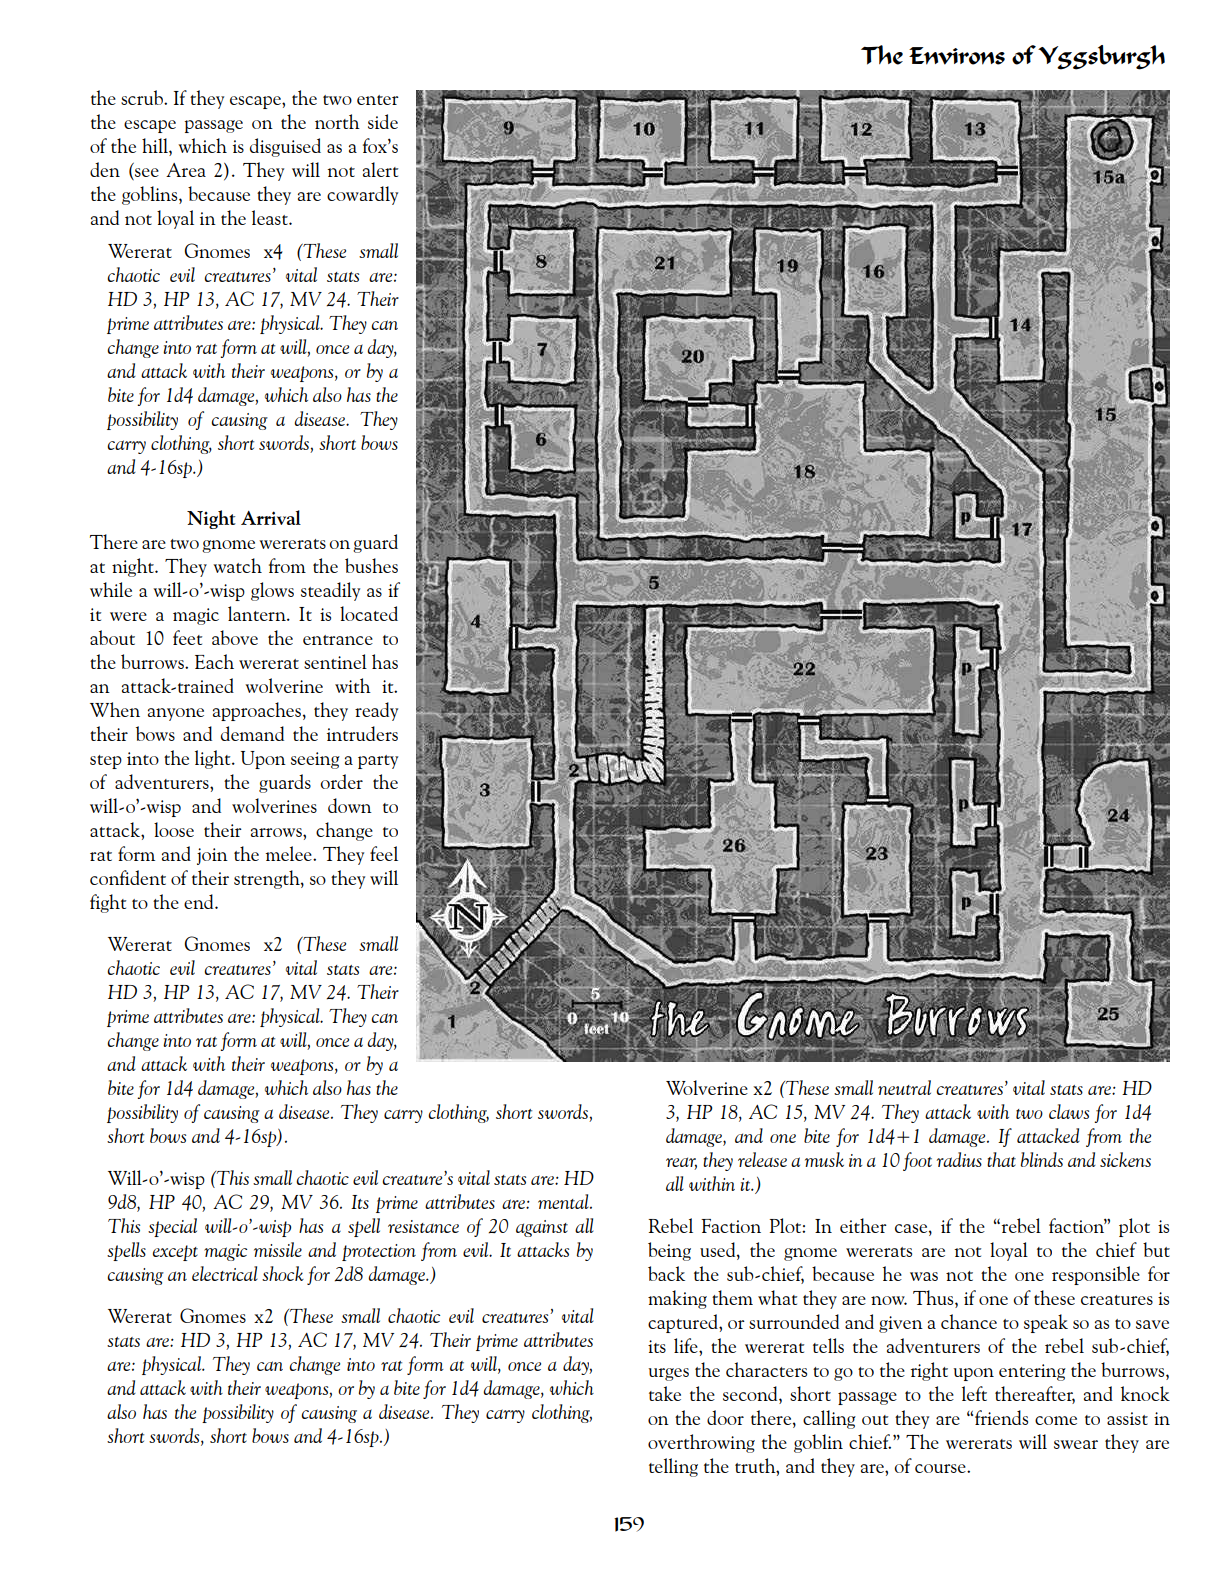 The Environs of Yggsburgh
the scrub. If they escape, the two enter
the escape passage on the north side
of the hill, which is disguised as a fox's
den (see Area 2). They will not alert
the goblins, because they are cowardly
and not loyal in the least.
Wererat Gnomes x4 (These small
chaotic evil creatures' vital stats are:
HD 3, HP 13, AC 17, MV 24. Their
prime attributes are: physical. They can
change into rat form at will, once a day,
and attack with their weapons, or by a
bite for 1d4 damage, which also has the
possibility of causing a disease. They
carry clothing, short swords, short bows
and 4-16sp.)
Night Arrival
There are two gnome wererats on guard
at night. They watch from the bushes
while a will-o'-wisp glows steadily as if
it were a magic lantern. It is located
about 10 feet above the entrance to
the burrows. Each wererat sentinel has
an attack-trained wolverine with it.
When anyone approaches, they ready
their bows and demand the intruders
step into the light. Upon seeing a party
of adventurers, the guards order the
will-o'-wisp and wolverines down to
attack, loose their arrows, change to
rat form and join the melee. They feel
confident of their strength, so they will
fight to the end.
Wererat Gnomes x2 (These small
chaotic evil creatures' vital stats are:
HD 3, HP 13, AC 17, MV 24. Their
prime attributes are: physical. They can
change into rat form at will, once a day,
and attack with their weapons, or by a
bite for 1d4 damage, which also has the
possibility of causing a disease. They carry clothing, short swords,
short bows and 4-16sp).
Will-o'-wisp (This small chaotic evil creature's vital stats are: HD
9d8, HP 40, AC 29, MV 36. Its prime attributes are: mental.
This special will-o'-wisp has a spell resistance of 20 against all
spells except magic missile and protection from evil. It attacks by
causing an electrical shock for 2d8 damage.)
Wererat Gnomes x2 (These small chaotic evil creatures' vital
stats are: HD 3, HP 13, AC 17, MV 24. Their prime attributes
are: physical. They can change into rat form at will, once a day,
and attack with their weapons, or by a bite for 1d4 damage, which
also has the possibility of causing a disease. They carry clothing,
short swords, short bows and 4-16sp.)
9
10
11
12
13
15a
8
21
19
16
14
7
20
15
6
18
p
17
5
4
22
p
2
3
p
24
26
23
p
N
2
1
5
0
10
feet
the Gnome Burrows
25
Wolverine x2 (These small neutral creatures' vital stats are: HD
3, HP 18, AC 15, MV 24. They attack with two claws for 1d4
damage, and one bite for 1d4+1 damage. If attacked from the
rear, they release a musk in a 10 foot radius that blinds and sickens
all within it.)
Rebel Faction Plot: In either case, if the "rebel faction" plot is
being used, the gnome wererats are not loyal to the chief but
back the sub-chief, because he was not the one responsible for
making them what they are now. Thus, if one of these creatures is
captured, or surrounded and given a chance to speak so as to save
its life, the wererat tells the adventurers of the rebel sub-chief,
urges the characters to go to the right upon entering the burrows,
take the second, short passage to the left thereafter, and knock
on the door there, calling out they are "friends come to assist in
overthrowing the goblin chief." The wererats will swear they are
telling the truth, and they are, of course.
159